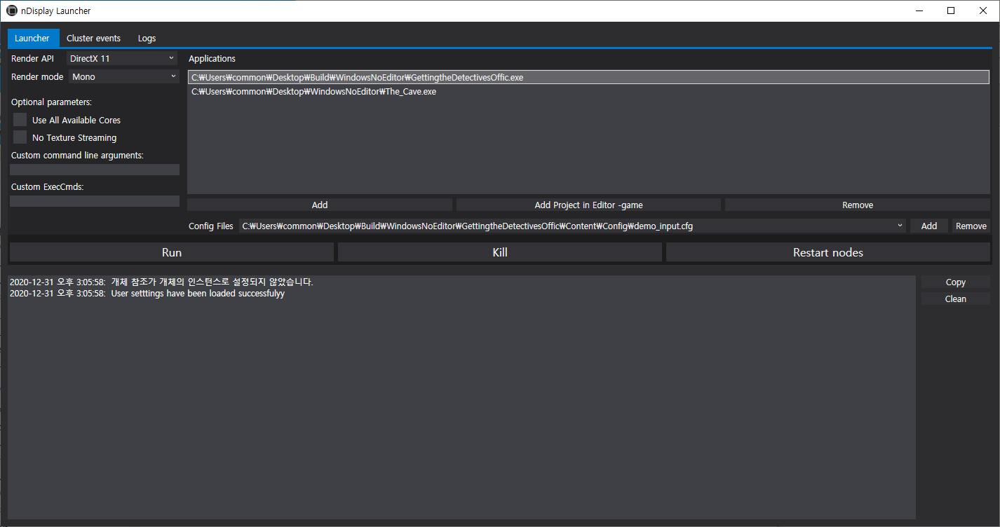 nDisplay Launcher
Launcher Cluster events Logs
Render API DirectX 11 Applications
Render mode Mono
C:₩Users₩common₩Desktop₩Build₩WindowsNoEditor₩GettingtheDetectivesOffic.exe
C:₩Users₩common₩Desktop₩WindowsNoEditor₩The_Cave.exe
Optional parameters:
Use All Available Cores
No Texture Streaming
Custom command line arguments:
Custom ExecCmds:
Add Add Project in Editor -game Remove
Config Files C:₩Users₩common₩Desktop₩Build₩WindowsNoEditor₩GettingtheDetectivesOffic₩Content₩Config₩demo_input.cfg Add Remove
Run Kill Restart nodes
2020-12-31 오후 3:05:58: 개체 참조가 개체의 인스턴스로 설정되지 않았습니다.
2020-12-31 오후 3:05:58: User setttings have been loaded successfulyy
Copy
Clean